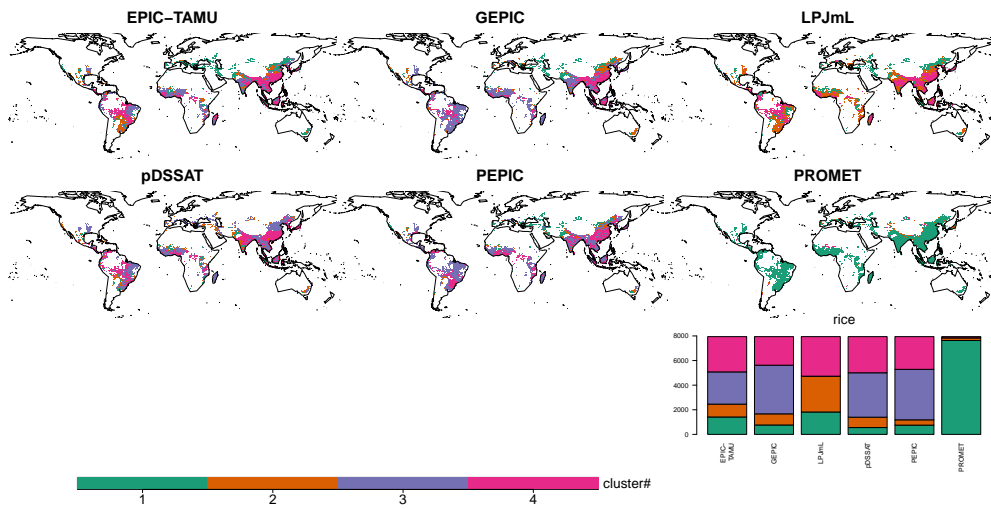 EPIC−TAMU GEPIC LPJmL
pDSSAT PEPIC PROMET
rice
8000
6000
4000
2000
0
EPIC−
TAMU
GEPIC
LPJmL
pDSSAT
PEPIC
PROMET
cluster#
1 2 3 4